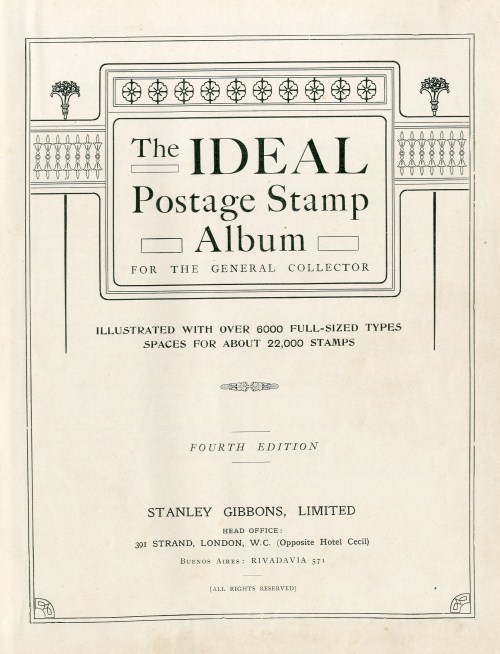 The IDEAL
Postage Stamp
Album
FOR THE GENERAL COLLECTOR
ILLUSTRATED WITH OVER 6000 FULL-SIZED TYPES
SPACES FOR ABOUT 22,000 STAMPS
FOURTH EDITION
STANLEY GIBBONS, LIMITED
HEAD OFFICE:
391 STRAND, LONDON, W.C. (Opposite Hotel Cecil)
BUENOS AIRES: RIVADAVIA 571
[ALL RIGHTS RESERVED]